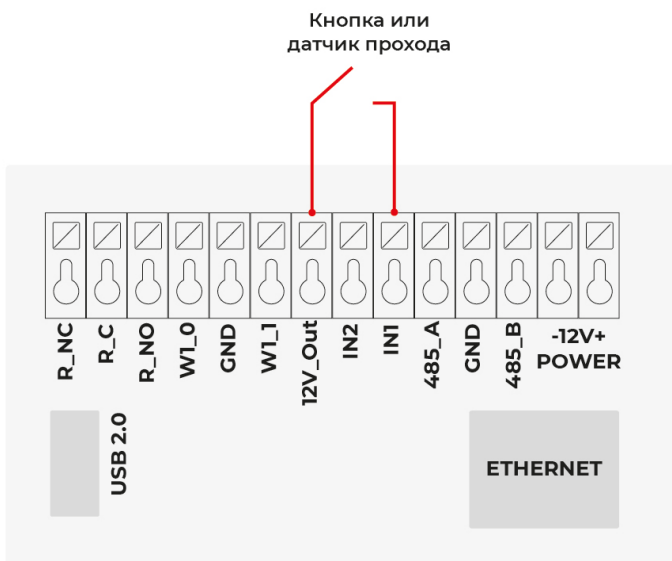 Кнопка или
датчик прохода
R_NC
R_C
R_NO
W1_0
GND
W1_1
12V_Out
IN2
IN1
485_A
GND
485_B
-12V+
POWER
USB 2.0
ETHERNET